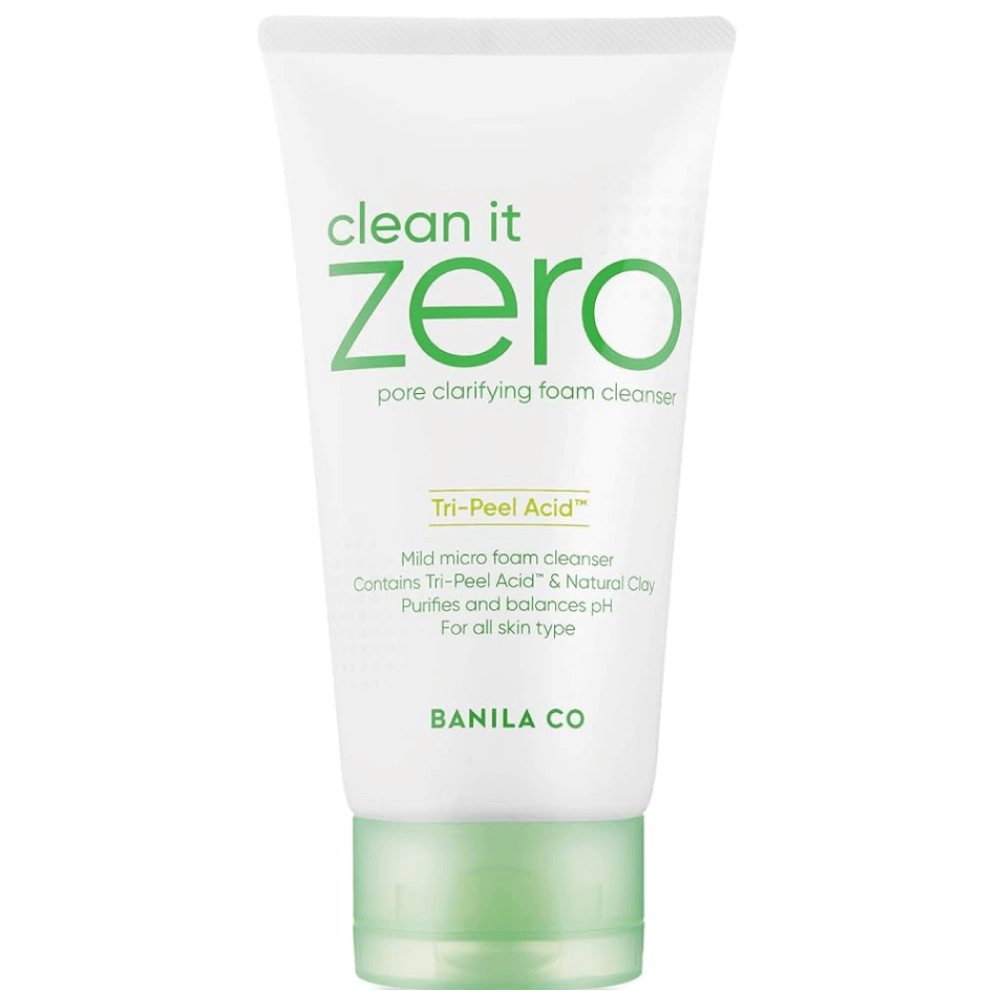 clean it
zero
pore clarifying foam cleanser
Tri-Peel Acid™
Mild micro foam cleanser
Contains Tri-Peel Acid™ & Natural Clay
Purifies and balances pH
For all skin type
BANILA CO